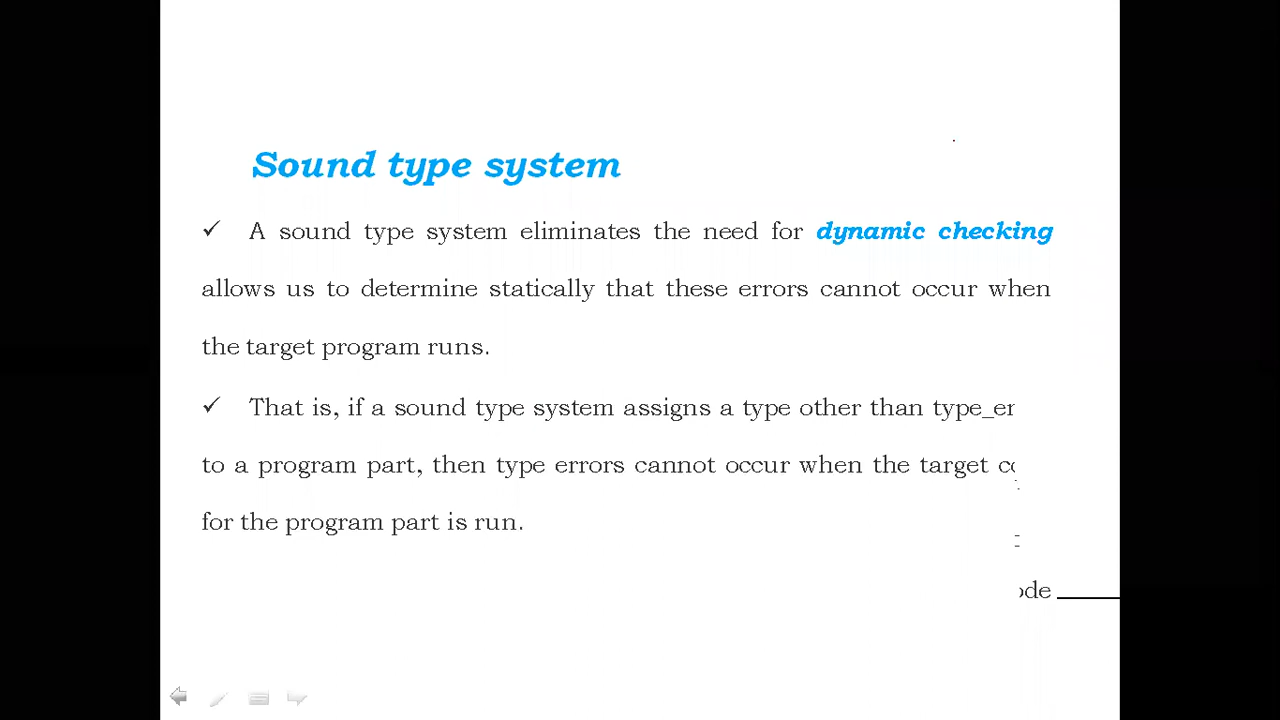 Sound type system
✓ A sound type system eliminates the need for dynamic checking
allows us to determine statically that these errors cannot occur when
the target program runs.
✓ That is, if a sound type system assigns a type other than type_er
to a program part, then type errors cannot occur when the target co
for the program part is run.
ode